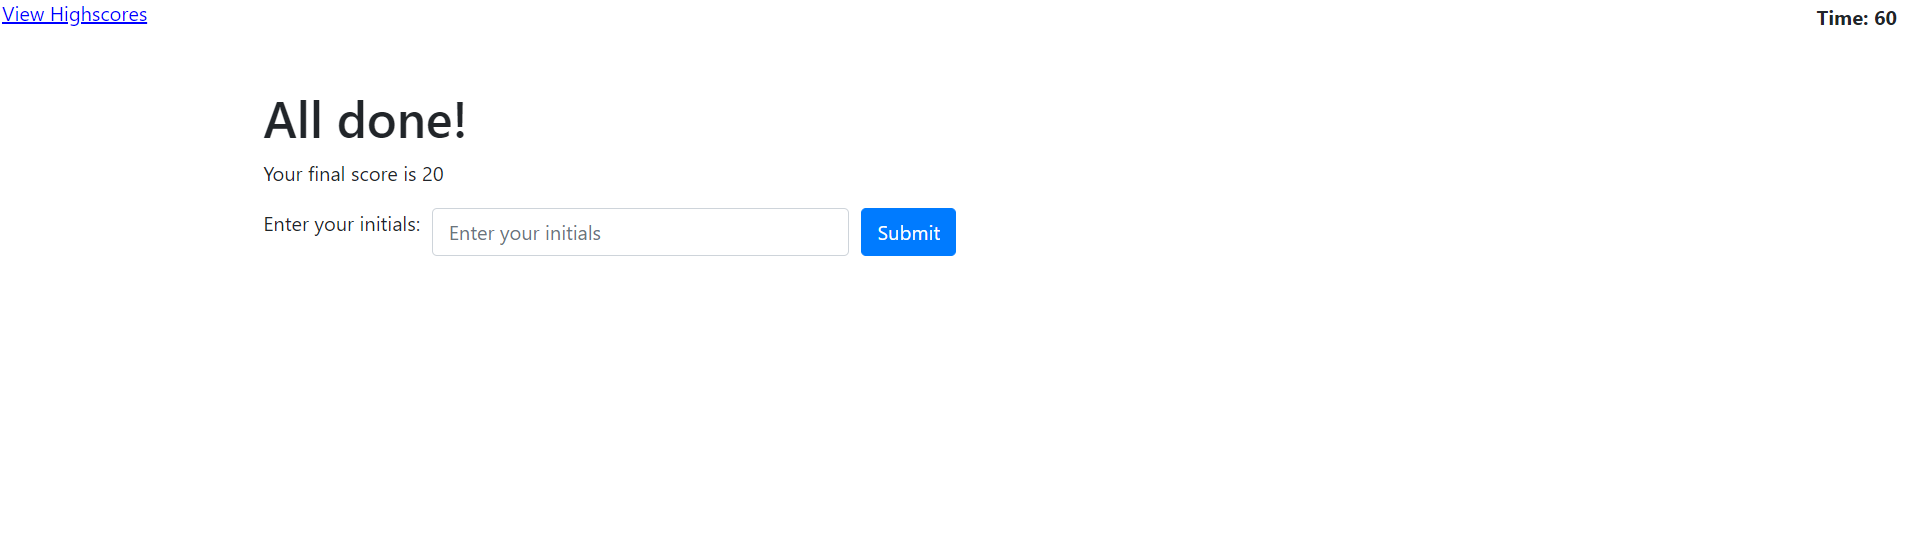 View Highscores
Time: 60
All done!
Your final score is 20
Enter your initials: Enter your initials Submit